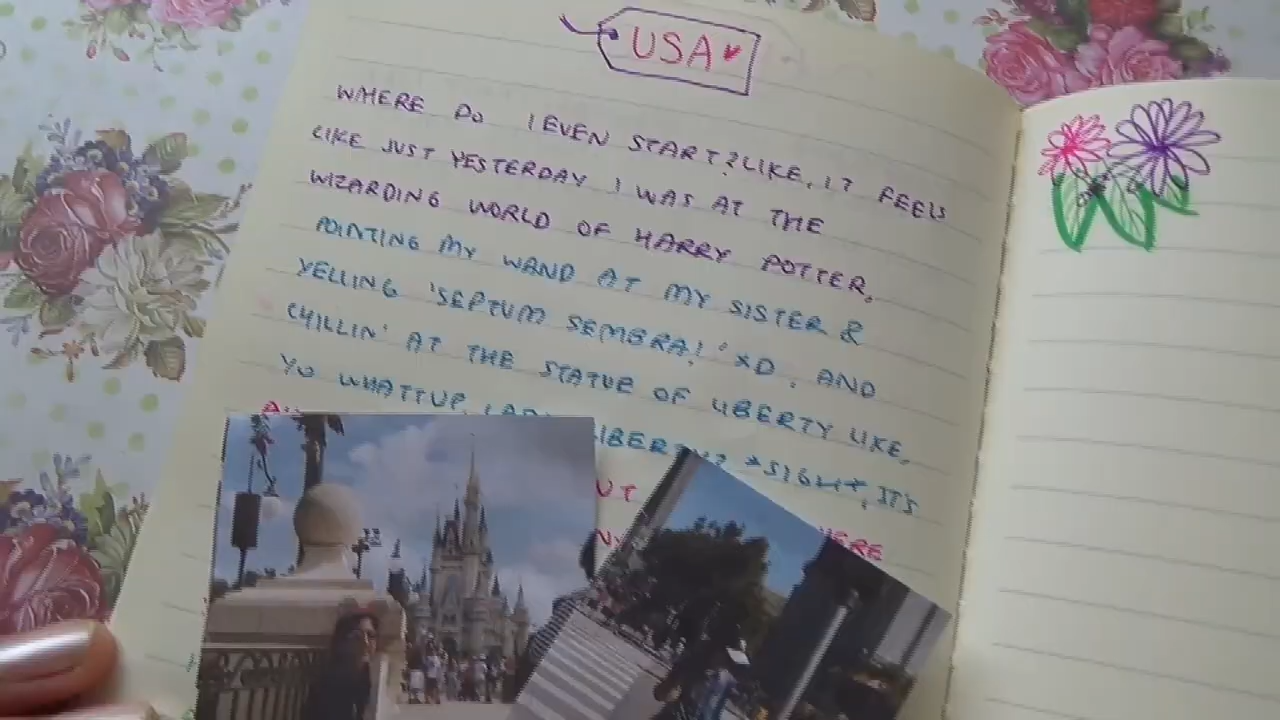 USA
WHERE DO I EVEN START? LIKE, IT FEELS
LIKE JUST YESTERDAY I WAS AT THE
WIZARDING WORLD OF HARRY POTTER,
POINTING MY WAND AT MY SISTER &
YELLING 'SEPTUM SEMBRA!' XD, AND
CHILLIN' AT THE STATUE OF LIBERTY LIKE,
YO WHATTUP, LADY LIBERTY? *SIGH*, IT'S